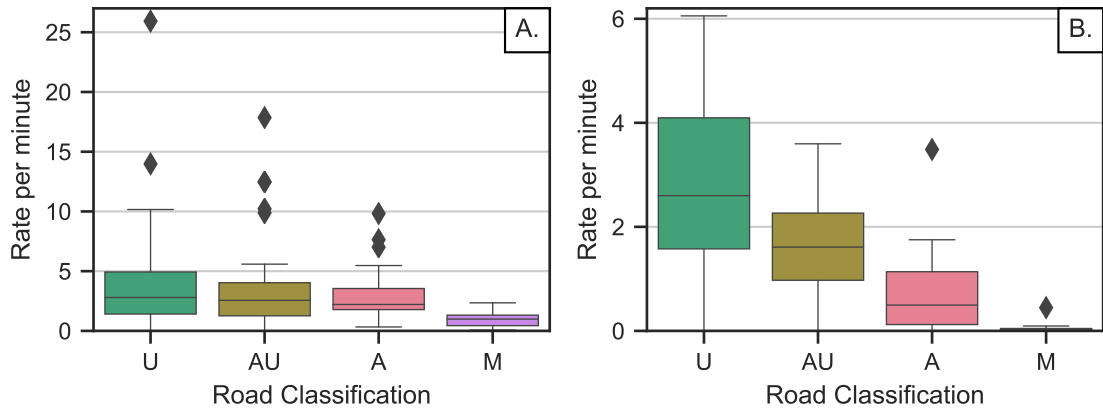 A.
Rate per minute
25
20
15
10
5
0
U AU A M
Road Classification
B.
Rate per minute
6
4
2
0
U AU A M
Road Classification